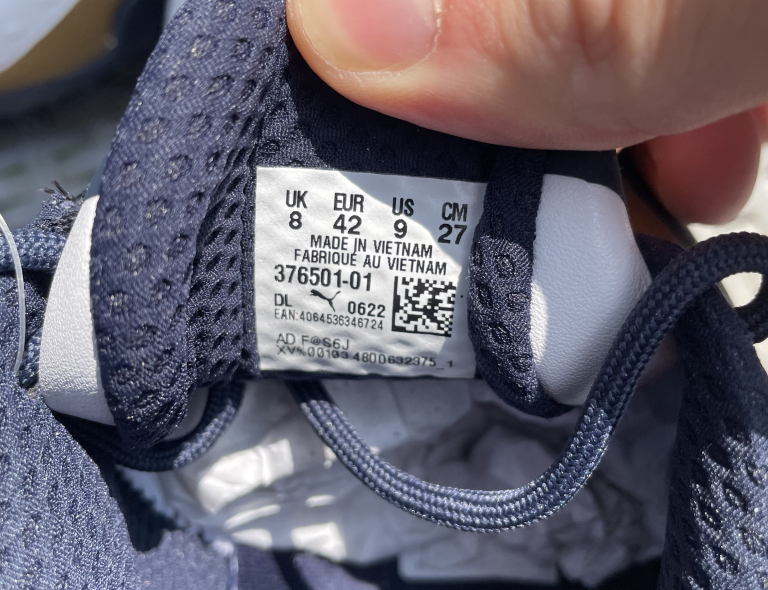 UK EUR US CM
8 42 9 27
MADE IN VIETNAM
FABRIQUÉ AU VIETNAM
376501-01
DL 0622
EAN:4064536346724
AD F@S6J
XV%00103 4800632375_1